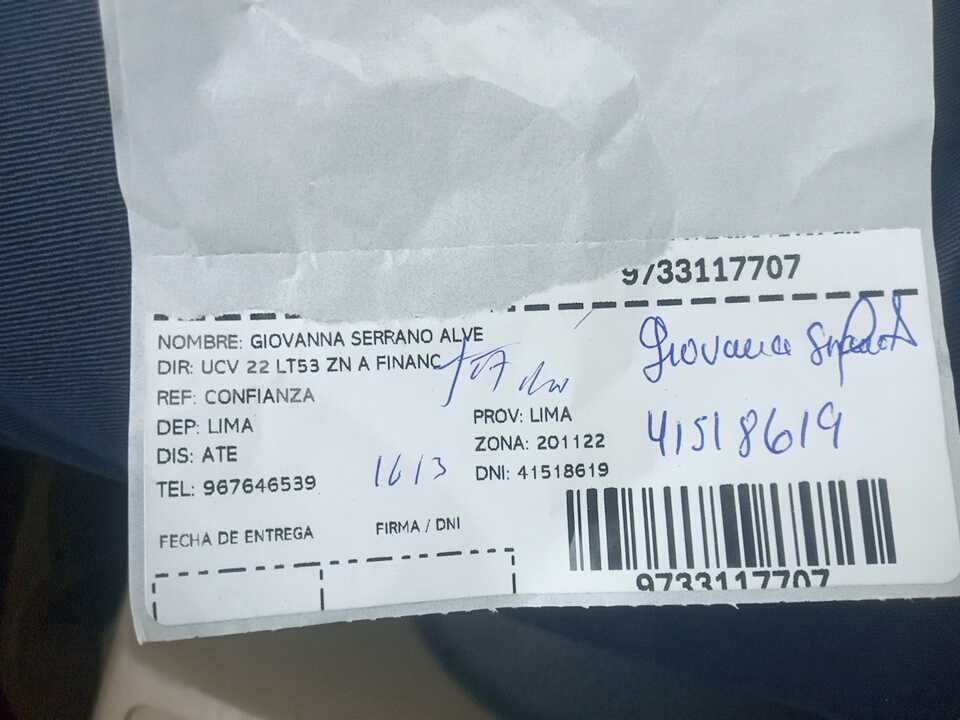 9733117707
NOMBRE: GIOVANNA SERRANO ALVE
DIR: UCV 22 LT53 ZN A FINANC
REF: CONFIANZA
DEP: LIMA
PROV: LIMA
DIS: ATE
ZONA: 201122
TEL: 967646539
DNI: 41518619
Giovanna
41518619
1613
FECHA DE ENTREGA
FIRMA / DNI
9733117707